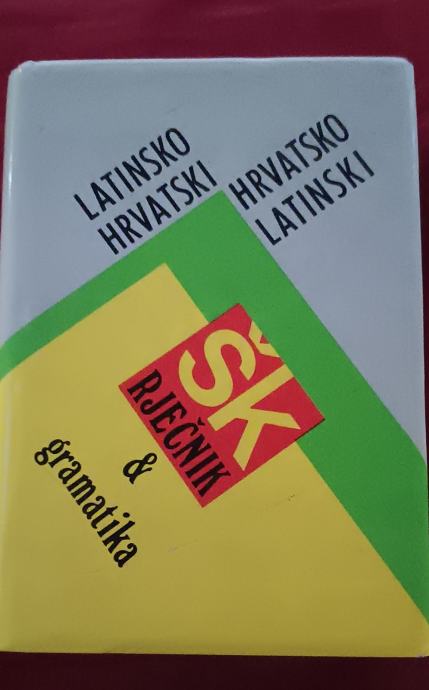 LATINSKO
HRVATSKI
HRVATSKO
LATINSKI
šk
RJEČNIK
&
gramatika